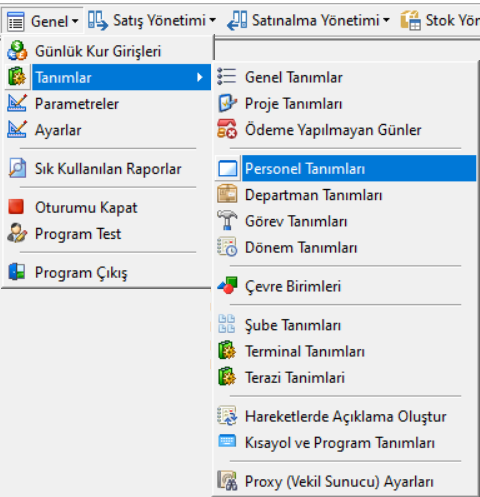 Genel Satış Yönetimi Satınalma Yönetimi Stok Yör
Günlük Kur Girişleri
Tanımlar
Parametreler
Ayarlar
Sık Kullanılan Raporlar
Oturumu Kapat
Program Test
Program Çıkış
Genel Tanımlar
Proje Tanımları
Ödeme Yapılmayan Günler
Personel Tanımları
Departman Tanımları
Görev Tanımları
Dönem Tanımları
Çevre Birimleri
Şube Tanımları
Terminal Tanımları
Terazi Tanimlari
Hareketlerde Açıklama Oluştur
Kısayol ve Program Tanımları
Proxy (Vekil Sunucu) Ayarları